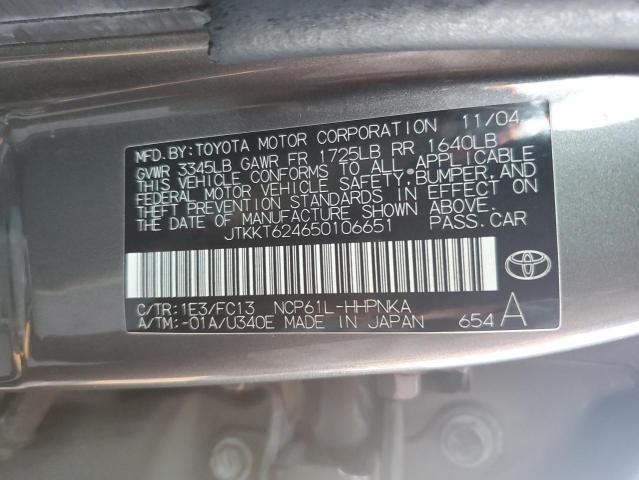 MFD. BY: TOYOTA MOTOR CORPORATION 11/04
GVWR 3345LB GAWR FR 1725LB RR 1640LB
THIS VEHICLE CONFORMS TO ALL APPLICABLE
FEDERAL MOTOR VEHICLE SAFETY, BUMPER, AND
THEFT PREVENTION STANDARDS IN EFFECT ON
THE DATE OF MANUFACTURE SHOWN ABOVE.
JTKKT624650106651 PASS. CAR
C/TR: 1E3/FC13 NCP61L-HHPNKA
A/TM: -01A/U340E MADE IN JAPAN 654 A